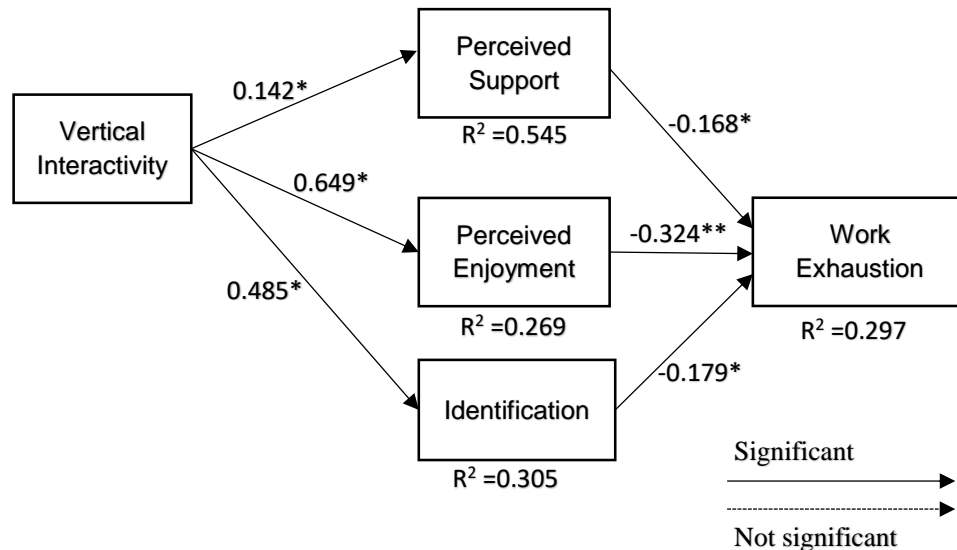 Perceived
Support
R² =0.545
0.142*
-0.168*
Vertical
Interactivity
0.649*
Perceived
Enjoyment
R² =0.269
-0.324**
Work
Exhaustion
R² =0.297
0.485*
Identification
R² =0.305
-0.179*
Significant
Not significant